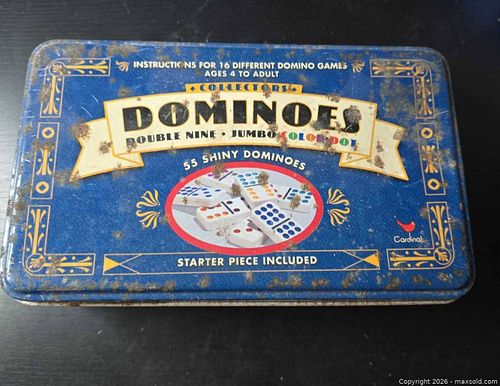 INSTRUCTIONS FOR 16 DIFFERENT DOMINO GAMES
AGES 4 TO ADULT
COLLECTORS
DOMINOES
DOUBLE NINE • JUMBO COLOR DOT
55 SHINY DOMINOES
Cardinal
STARTER PIECE INCLUDED
Copyright 2026 - maxsold.com